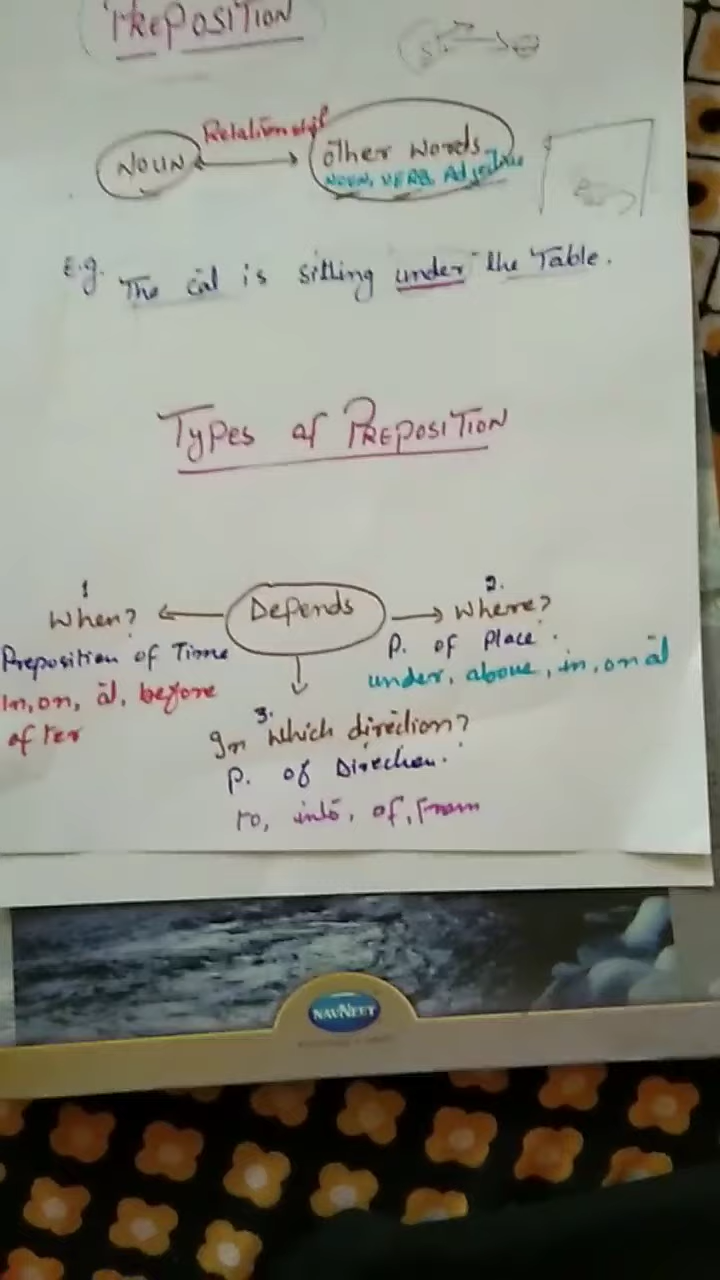 PREPOSITION
Relationship
NOUN other words
NOUN, VERB, Adjective
E.g. The cat is sitting under the Table.
Types of PREPOSITION
Depends
1
When?
Preposition of Time
In, on, at, before
after
2.
Where?
P. of Place.
under, above, in, on at
3.
In which direction?
P. of Direction.
to, into, of, from
NAVNEET